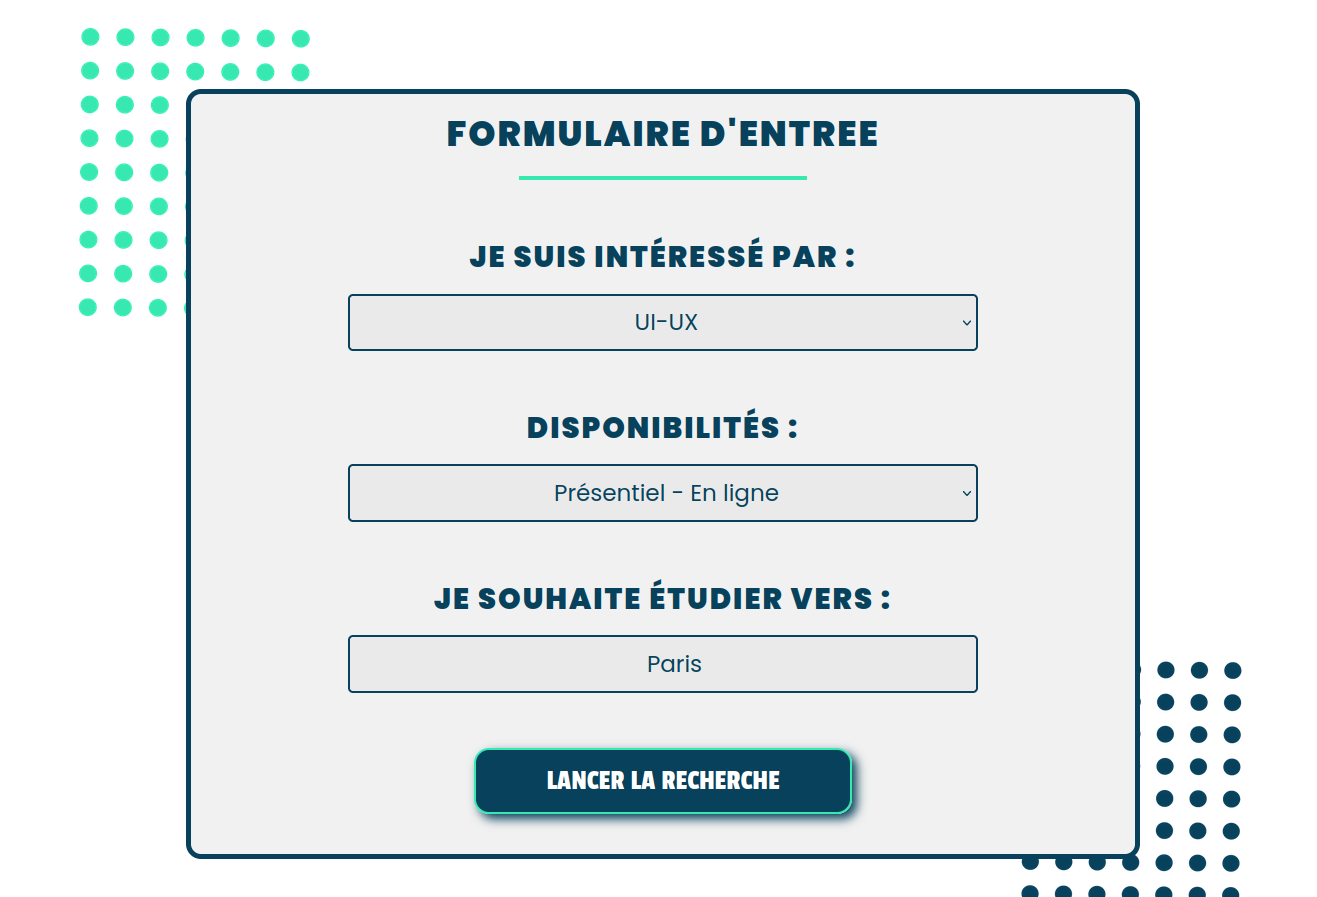 FORMULAIRE D'ENTREE
JE SUIS INTÉRESSÉ PAR :
UI-UX
DISPONIBILITÉS :
Présentiel - En ligne
JE SOUHAITE ÉTUDIER VERS :
Paris
LANCER LA RECHERCHE